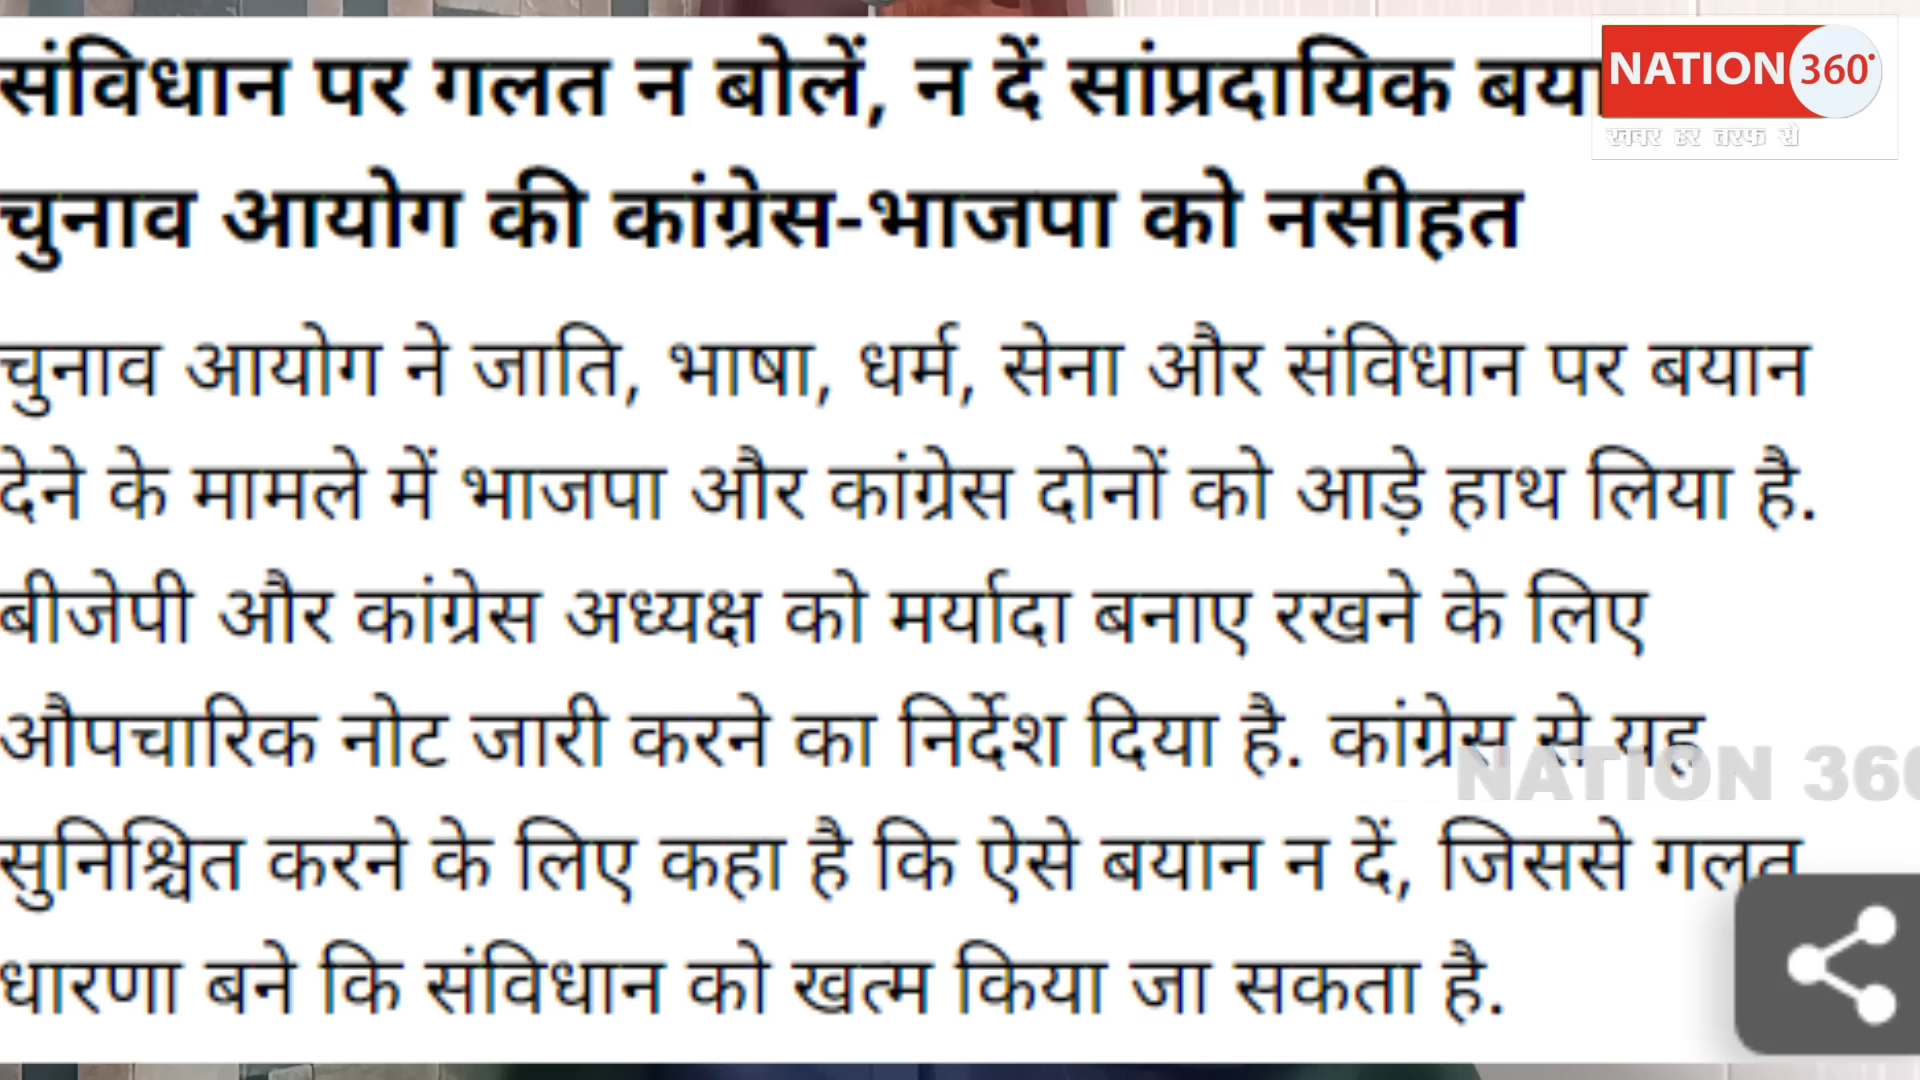 संविधान पर गलत न बोलें, न दें सांप्रदायिक
NATION 360°
खबर हर तरफ से
चुनाव आयोग की कांग्रेस-भाजपा को नसीहत
चुनाव आयोग ने जाति, भाषा, धर्म, सेना और संविधान पर बयान
देने के मामले में भाजपा और कांग्रेस दोनों को आड़े हाथ लिया है.
बीजेपी और कांग्रेस अध्यक्ष को मर्यादा बनाए रखने के लिए
औपचारिक नोट जारी करने का निर्देश दिया है. कांग्रेस से यह
NATION 360
सुनिश्चित करने के लिए कहा है कि ऐसे बयान न दें, जिससे गलत
धारणा बने कि संविधान को खत्म किया जा सकता है.